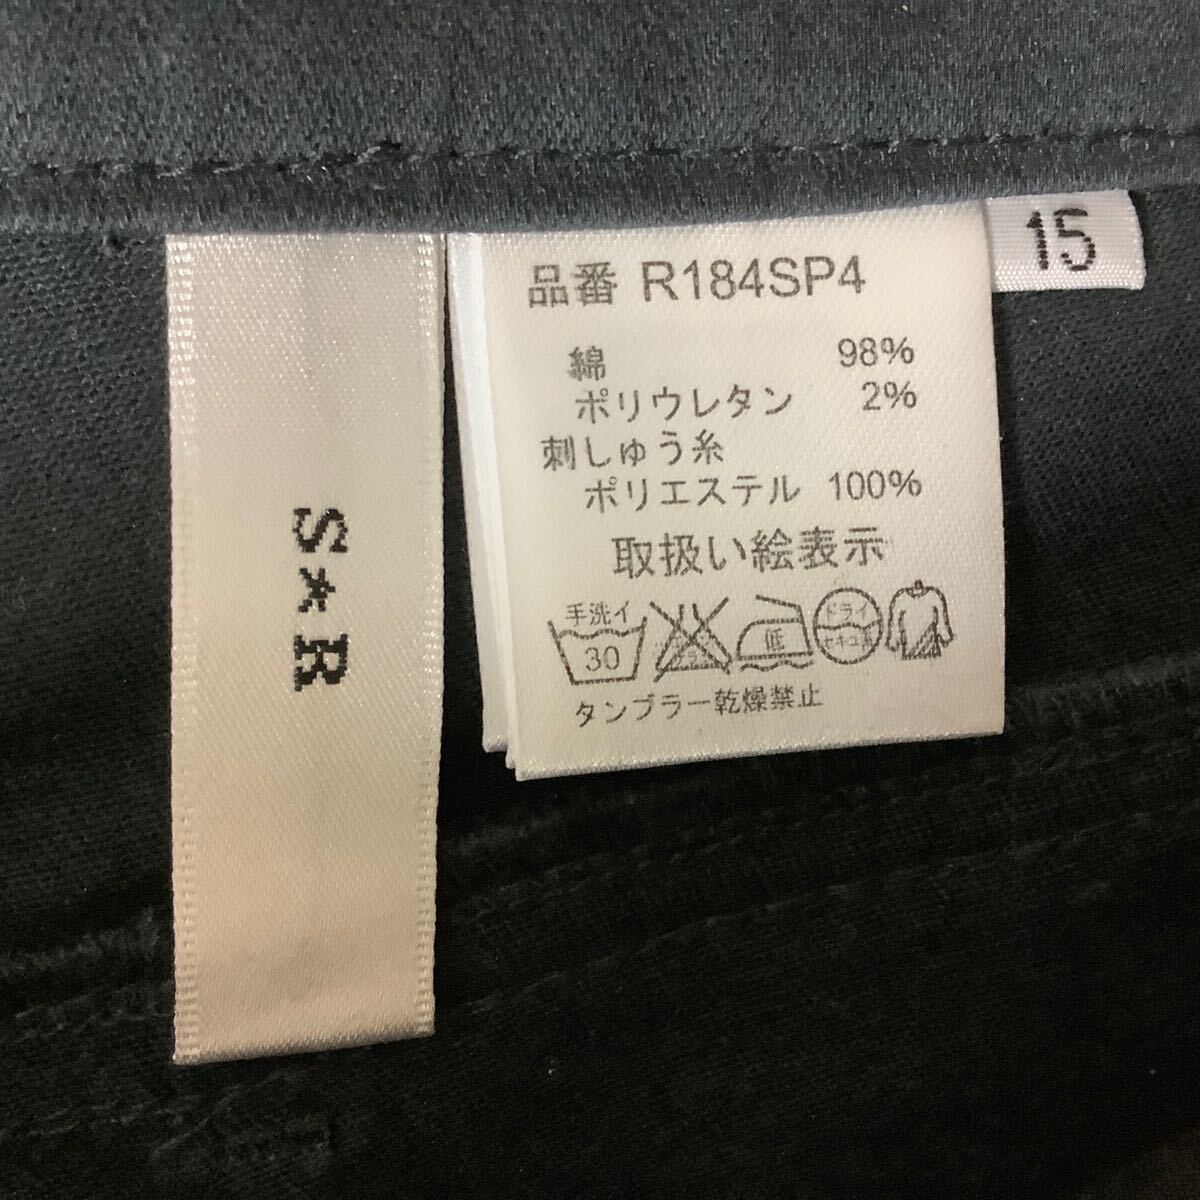 15
品番 R184SP4
綿 98%
ポリウレタン 2%
刺しゅう糸
ポリエステル 100%
取扱い絵表示
手洗イ
30
低
ドライ
セキユ系
タンブラー乾燥禁止
S★R